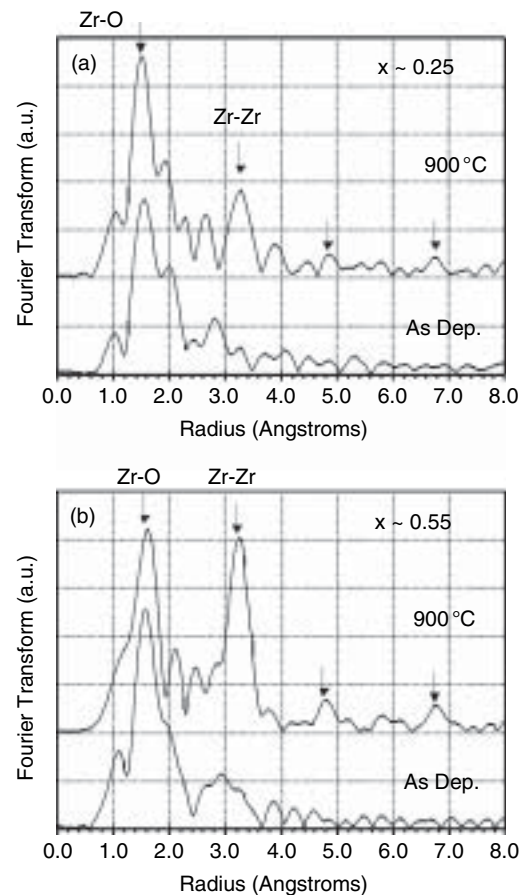 Zr-O
(a)
x ~ 0.25
Zr-Zr
900 °C
As Dep.
Fourier Transform (a.u.)
0.0 1.0 2.0 3.0 4.0 5.0 6.0 7.0 8.0
Radius (Angstroms)
Zr-O Zr-Zr
(b)
x ~ 0.55
900 °C
As Dep.
Fourier Transform (a.u.)
0.0 1.0 2.0 3.0 4.0 5.0 6.0 7.0 8.0
Radius (Angstroms)